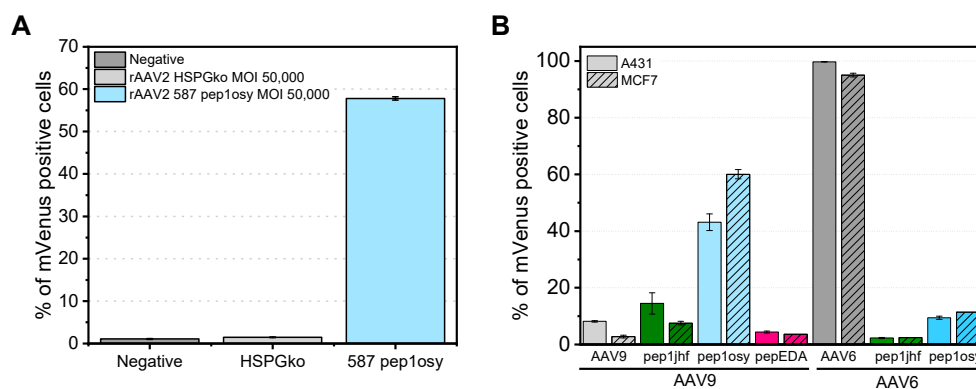 A
% of mVenus positive cells
70
60
50
40
30
20
10
0
Negative
rAAV2 HSPGko MOI 50,000
rAAV2 587 pep1osy MOI 50,000
Negative HSPGko 587 pep1osy
B
% of mVenus positive cells
100
80
60
40
20
0
A431
MCF7
AAV9 pep1jhf pep1osy pepEDA AAV6 pep1jhf pep1osy
AAV9 AAV6